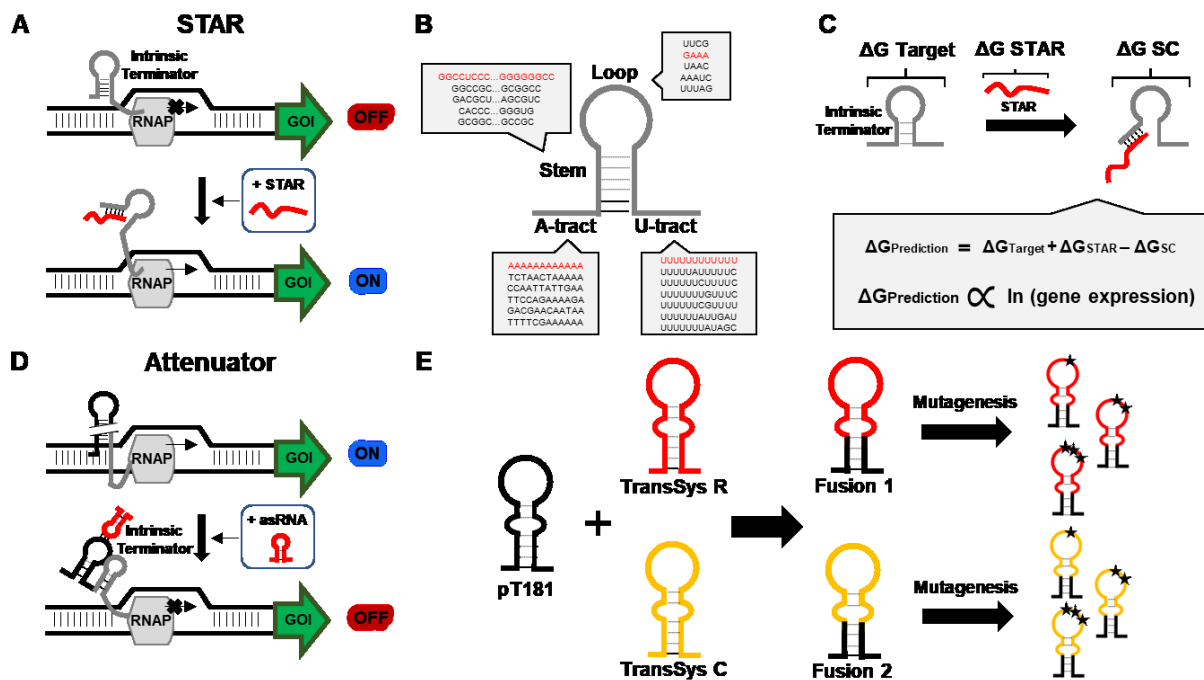 A
STAR
Intrinsic
Terminator
RNAP
GOI
OFF
+ STAR
RNAP
GOI
ON
B
Loop
UUCG
GAAA
UAAC
AAAUC
UUUAG
GGCCUCCC...GGGGGGCC
GGCCGC...GCGGCC
GACGCU...AGCGUC
CACCC...GGGUG
GCGGC...GCCGC
Stem
A-tract
U-tract
AAAAAAAAAAAA
TCTAACTAAAAA
CCAATTATTGAA
TTCCAGAAAAGA
GACGAACAATAA
TTTTCGAAAAAA
UUUUUUUUUUUU
UUUUUAUUUUUC
UUUUUUCUUUUC
UUUUUUUGUUUC
UUUUUUCGUUUU
UUUUUUAUUGAU
UUUUUUUAUAGC
C
ΔG Target
ΔG STAR
ΔG SC
Intrinsic
Terminator
STAR
ΔGPrediction = ΔGTarget + ΔGSTAR – ΔGSC
ΔGPrediction ∝ ln (gene expression)
D
Attenuator
RNAP
GOI
ON
Intrinsic
Terminator
+ asRNA
RNAP
GOI
OFF
E
pT181
+
TransSys R
TransSys C
Fusion 1
Fusion 2
Mutagenesis
Mutagenesis